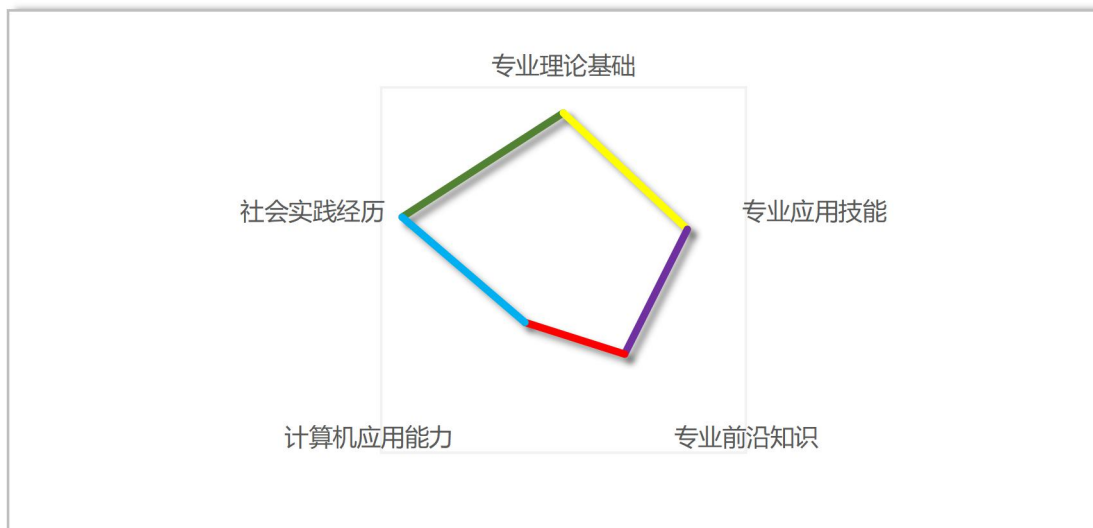 专业理论基础
社会实践经历
专业应用技能
计算机应用能力
专业前沿知识